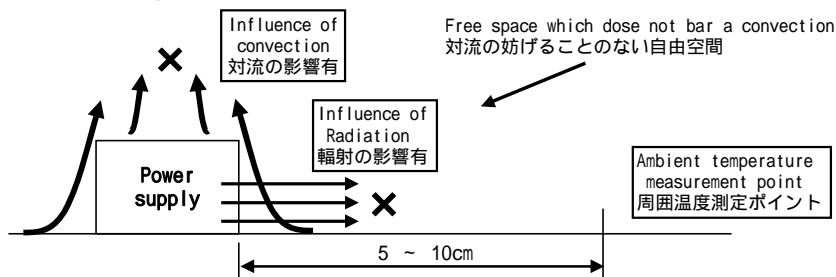 Influence of
convection
対流の影響有
Free space which dose not bar a convection
対流の妨げることのない自由空間
Influence of
Radiation
輻射の影響有
Power
supply
Ambient temperature
measurement point
周囲温度測定ポイント
5 ~ 10cm